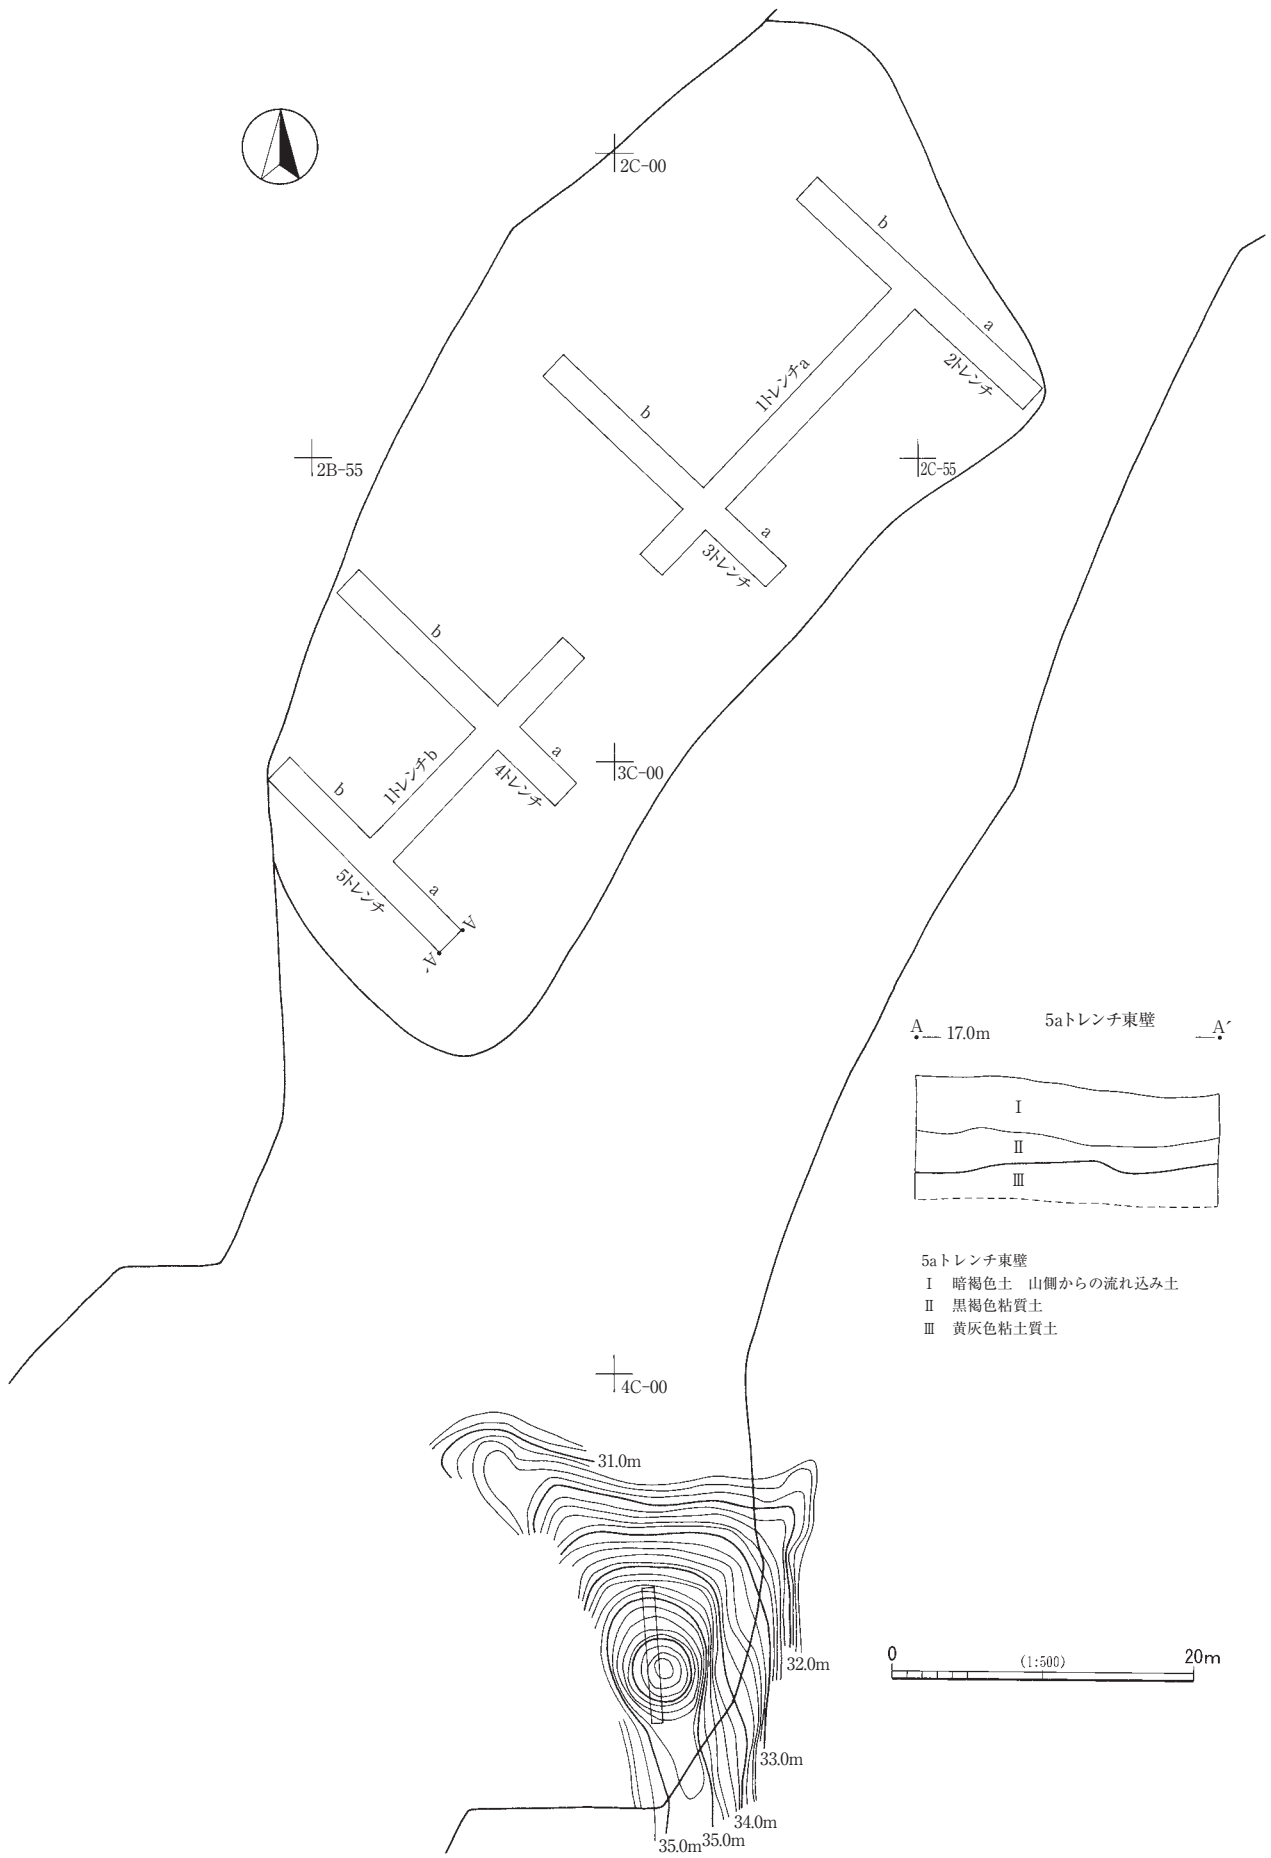 2C-00
b
a
2トレンチ
1トレンチa
b
2B-55
2C-55
a
3トレンチ
b
a
3C-00
4トレンチ
1トレンチb
b
a
5トレンチ
A
A´
5aトレンチ東壁
A 17.0m A´
Ⅰ
Ⅱ
Ⅲ
5aトレンチ東壁
Ⅰ 暗褐色土 山側からの流れ込み土
Ⅱ 黒褐色粘質土
Ⅲ 黄灰色粘土質土
4C-00
31.0m
32.0m
0 (1:500) 20m
33.0m
34.0m
35.0m 35.0m